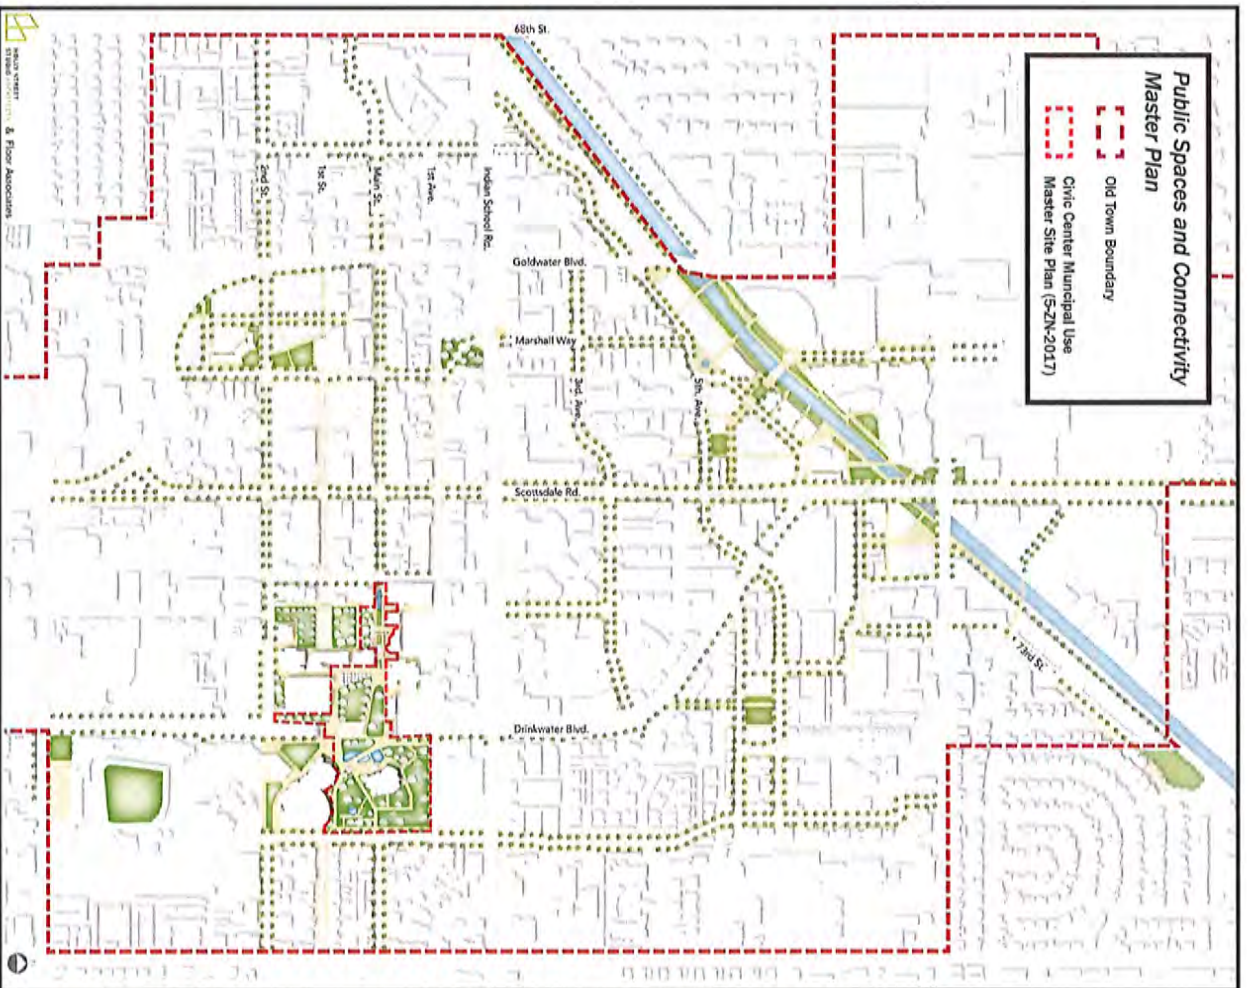 Public Spaces and Connectivity
Master Plan
Old Town Boundary
Civic Center Muncipal Use
Master Site Plan (5-ZN-2017)
68th St.
2nd St.
1st St.
Main St.
1st Ave.
Indian School Rd.
Goldwater Blvd.
Marshall Way
3rd. Ave.
5th. Ave.
Scottsdale Rd.
73rd St.
Drinkwater Blvd.
& Floor Associates